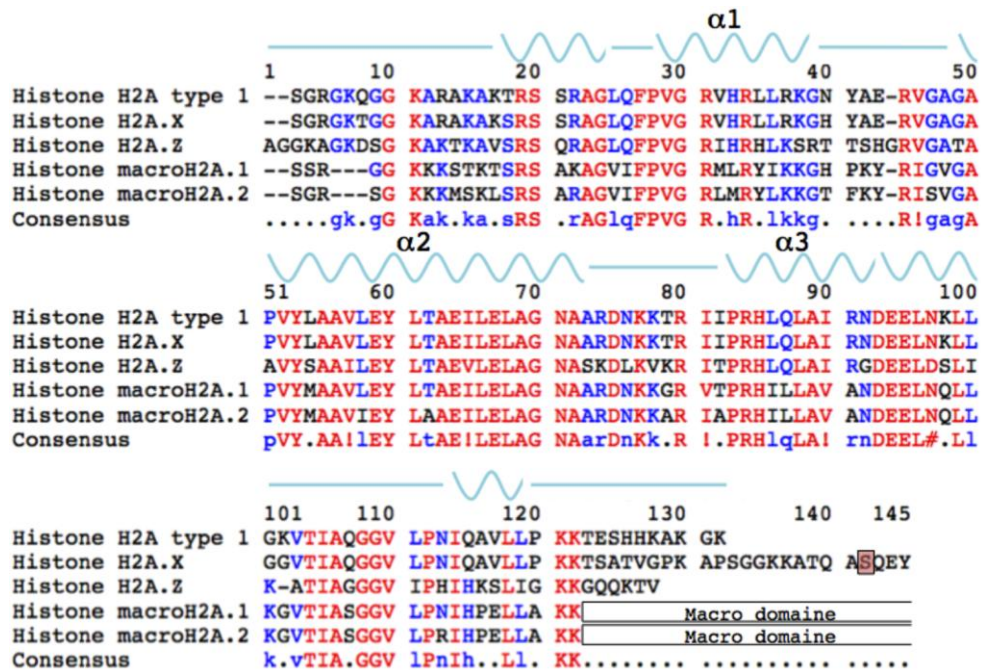 α1
1 10 20 30 40 50
Histone H2A type 1 --SGRGKQGG KARAKAKTRS SRAGLQFPVG RVHRLLRKGN YAE-RVGAGA
Histone H2A.X --SGRGKTGG KARAKAKSRS SRAGLQFPVG RVHRLLRKGH YAE-RVGAGA
Histone H2A.Z AGGKAGKDSG KAKTKAVSRS QRAGLQFPVG RIHRHLKSRT TSHGRVGATA
Histone macroH2A.1 --SSR---GG KKKSTKTSRS AKAGVIFPVG RMLRYIKKGH PKY-RIGVGA
Histone macroH2A.2 --SGR---SG KKKMSKLSRS ARAGVIFPVG RLMRYLKKGT FKY-RISVGA
Consensus .....gk.gG Kak.ka.sRS .rAGlqFPVG R.hR.lkkg. ....R!gagA
α2 α3
51 60 70 80 90 100
Histone H2A type 1 PVYLAAVLEY LTAEILELAG NAARDNKKTR IIPRHLQLAI RNDEELNKLL
Histone H2A.X PVYLAAVLEY LTAEILELAG NAARDNKKTR IIPRHLQLAI RNDEELNKLL
Histone H2A.Z AVYSAAILEY LTAEVLELAG NASKDLKVKR ITPRHLQLAI RGDEELDSLI
Histone macroH2A.1 PVYMAAVLEY LTAEILELAG NAARDNKKGR VTPRHILLAV ANDEELNQLL
Histone macroH2A.2 PVYMAAVIEY LAAEILELAG NAARDNKKAR IAPRHILLAV ANDEELNQLL
Consensus pVY.AA!lEY LtAE!LELAG NAarDnKk.R !.PRHlqLA! rnDEEL#.Ll
101 110 120 130 140 145
Histone H2A type 1 GKVTIAQGGV LPNIQAVLLP KKTESHHKAK GK
Histone H2A.X GGVTIAQGGV LPNIQAVLLP KKTSATVGPK APSGGKKATQ ASQEY
Histone H2A.Z K-ATIAGGGV IPHIHKSLIG KKGQQKTV
Histone macroH2A.1 KGVTIASGGV LPNIHPELLA KK Macro domaine
Histone macroH2A.2 KGVTIASGGV LPRIHPELLA KK Macro domaine
Consensus k.vTIA.GGV lPnIh..Ll. KK........ .......... .....